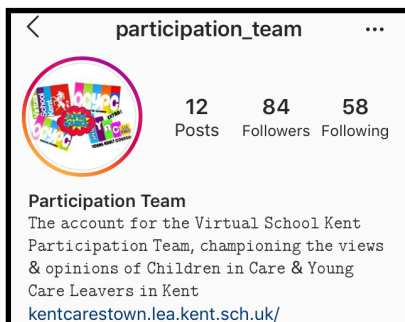 participation_team
12 84 58
Posts Followers Following
Participation Team
The account for the Virtual School Kent
Participation Team, championing the views
& opinions of Children in Care & Young
Care Leavers in Kent
kentcarestown.lea.kent.sch.uk/